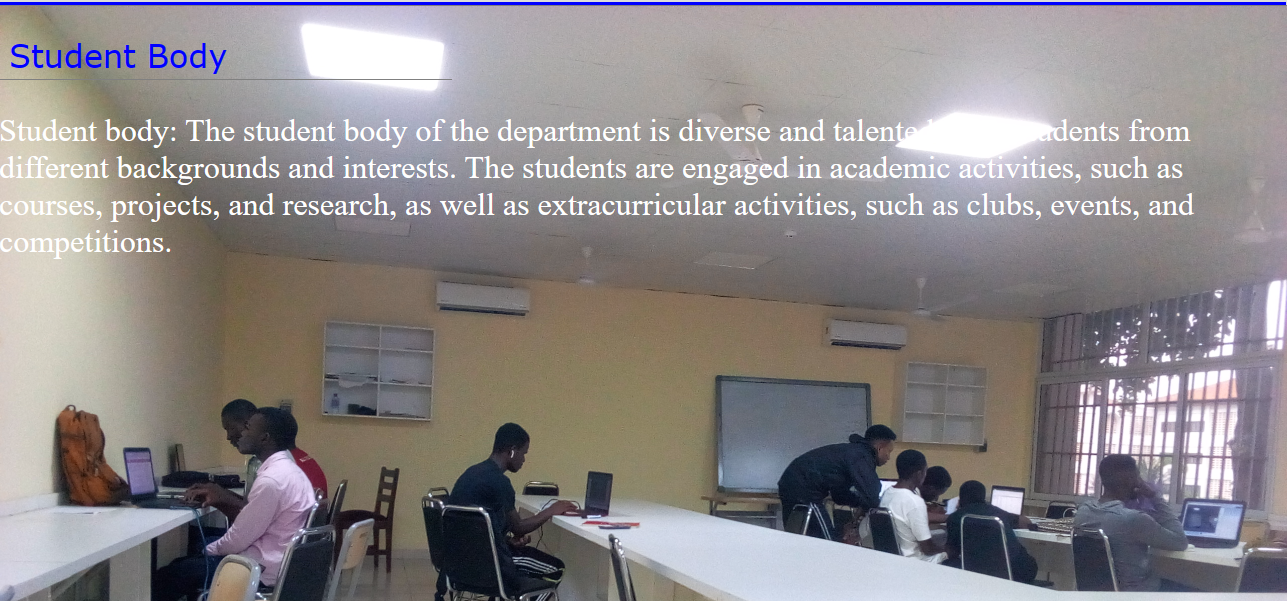 Student Body
Student body: The student body of the department is diverse and talented students from
different backgrounds and interests. The students are engaged in academic activities, such as
courses, projects, and research, as well as extracurricular activities, such as clubs, events, and
competitions.